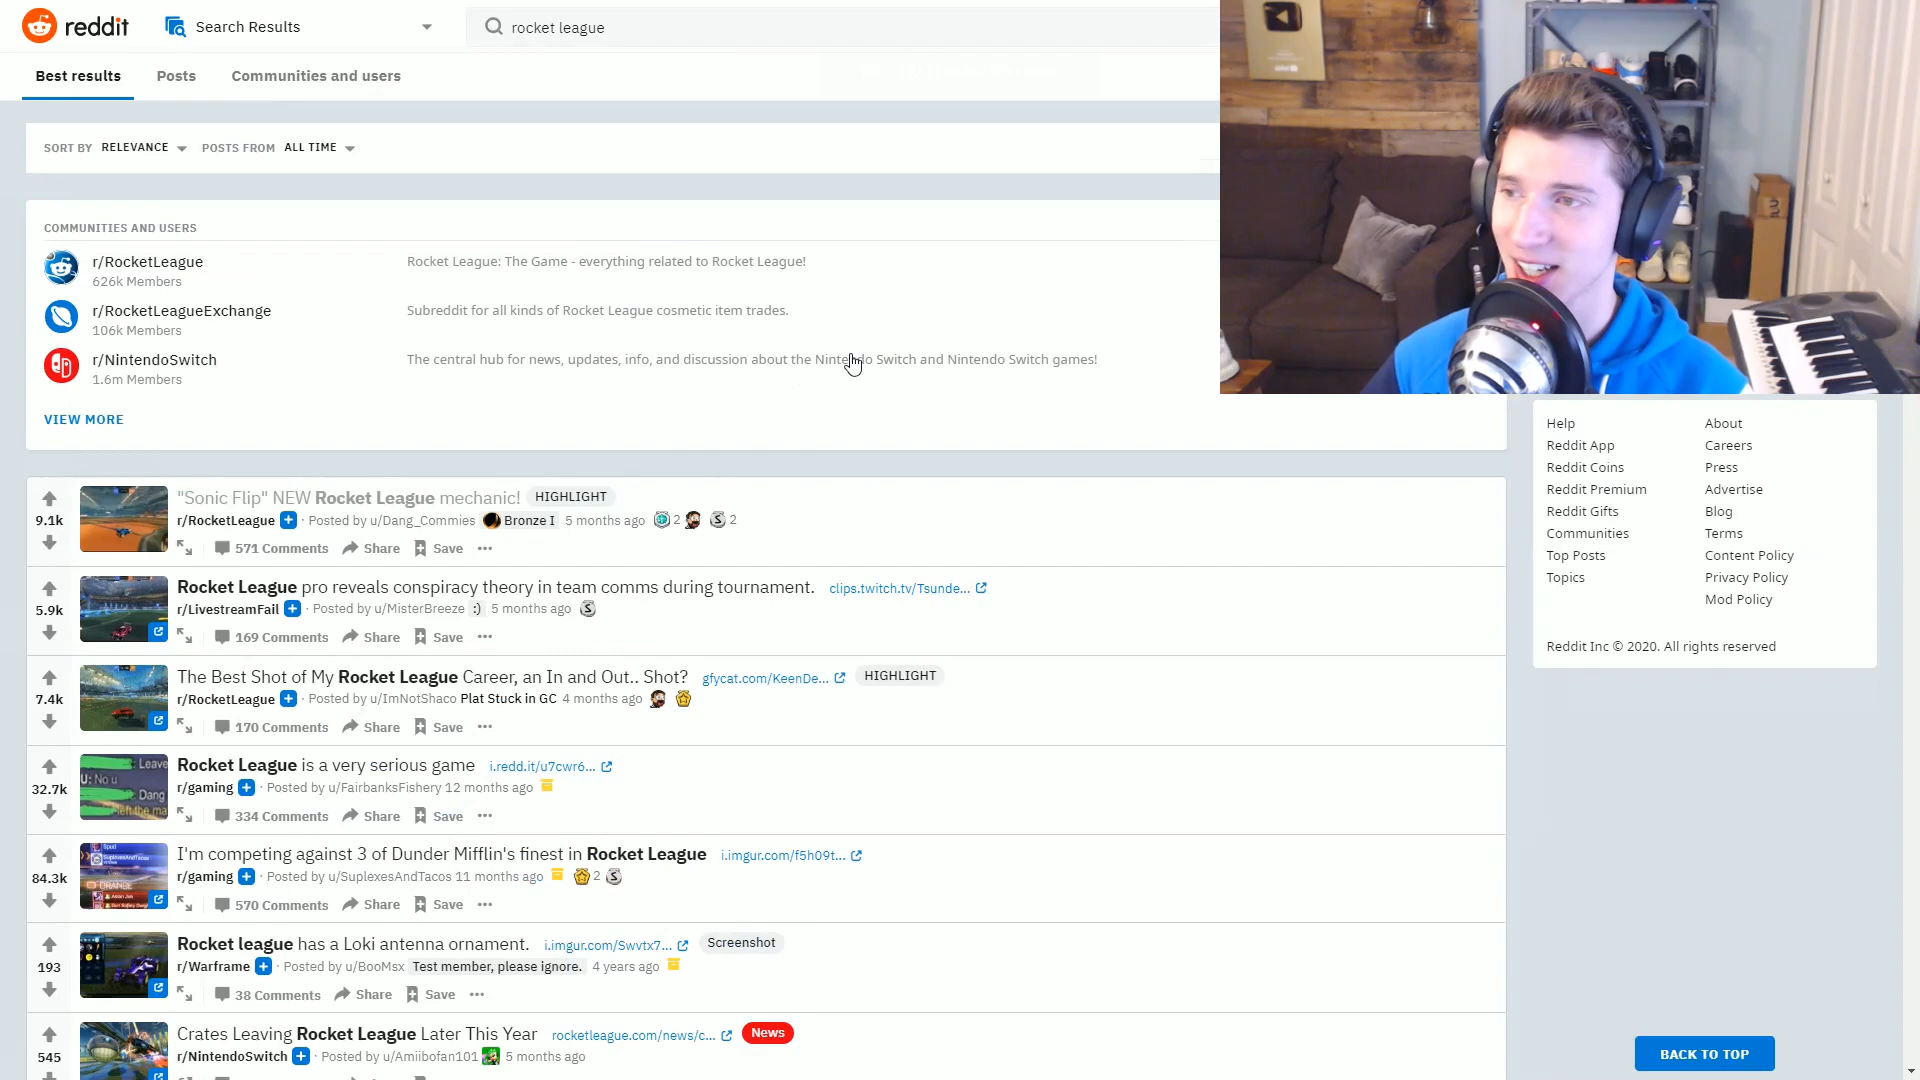 reddit
Search Results
rocket league
Best results
Posts
Communities and users
SORT BY RELEVANCE POSTS FROM ALL TIME
COMMUNITIES AND USERS
r/RocketLeague
626k Members
Rocket League: The Game - everything related to Rocket League!
r/RocketLeagueExchange
106k Members
Subreddit for all kinds of Rocket League cosmetic item trades.
r/NintendoSwitch
1.6m Members
The central hub for news, updates, info, and discussion about the Nintendo Switch and Nintendo Switch games!
VIEW MORE
9.1k
"Sonic Flip" NEW Rocket League mechanic! HIGHLIGHT
r/RocketLeague · Posted by u/Dang_Commies Bronze I 5 months ago 2 2
571 Comments Share Save
5.9k
Rocket League pro reveals conspiracy theory in team comms during tournament. clips.twitch.tv/Tsunde...
r/LivestreamFail · Posted by u/MisterBreeze :) 5 months ago
169 Comments Share Save
7.4k
The Best Shot of My Rocket League Career, an In and Out.. Shot? gfycat.com/KeenDe... HIGHLIGHT
r/RocketLeague · Posted by u/ImNotShaco Plat Stuck in GC 4 months ago
170 Comments Share Save
32.7k
Leave
U: No u
Dang
left the ma
Rocket League is a very serious game i.redd.it/u7cwr6...
r/gaming · Posted by u/FairbanksFishery 12 months ago
334 Comments Share Save
84.3k
ORANGE
I'm competing against 3 of Dunder Mifflin's finest in Rocket League i.imgur.com/f5h09t...
r/gaming · Posted by u/SuplexesAndTacos 11 months ago 2
570 Comments Share Save
193
Rocket league has a Loki antenna ornament. i.imgur.com/Swvtx7... Screenshot
r/Warframe · Posted by u/BooMsx Test member, please ignore. 4 years ago
38 Comments Share Save
545
Crates Leaving Rocket League Later This Year rocketleague.com/news/c... News
r/NintendoSwitch · Posted by u/Amiibofan101 5 months ago
Help
Reddit App
Reddit Coins
Reddit Premium
Reddit Gifts
Communities
Top Posts
Topics
About
Careers
Press
Advertise
Blog
Terms
Content Policy
Privacy Policy
Mod Policy
Reddit Inc © 2020. All rights reserved
BACK TO TOP